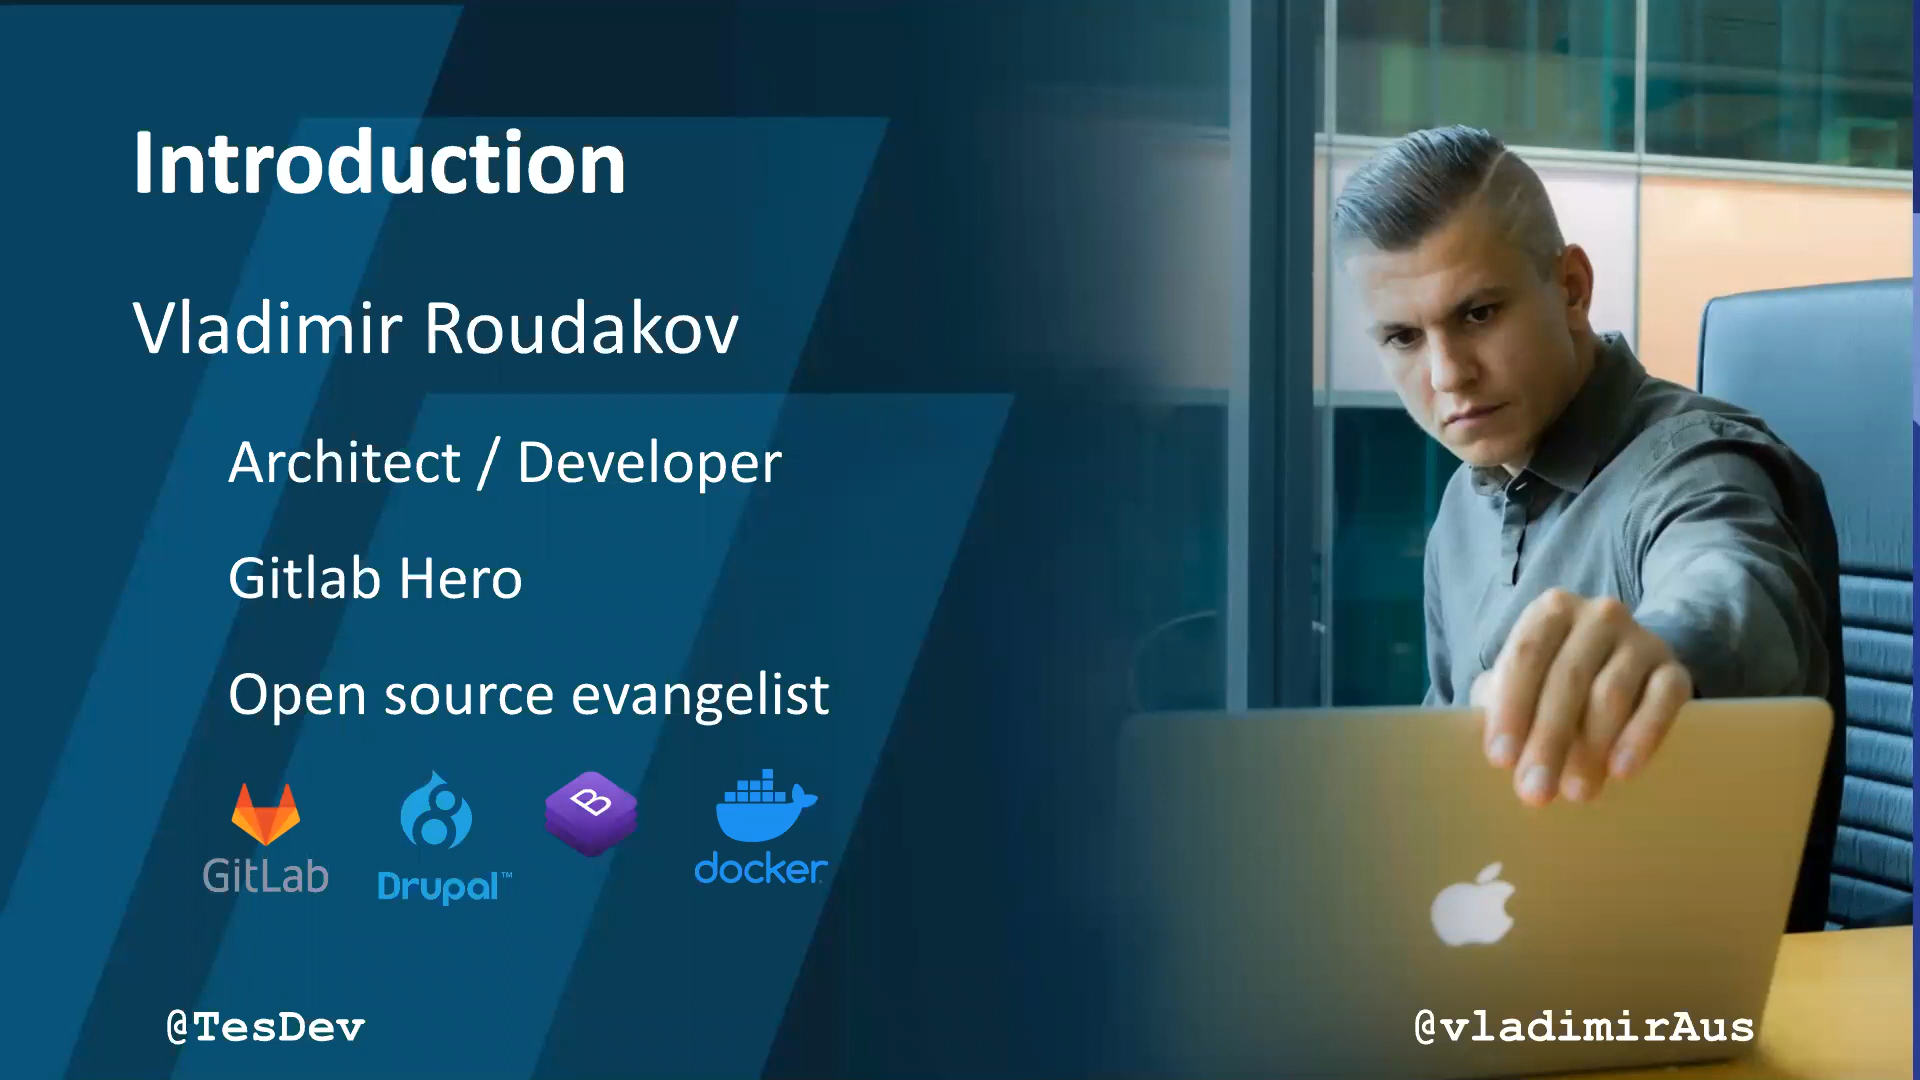 Introduction
Vladimir Roudakov
Architect / Developer
Gitlab Hero
Open source evangelist
B
GitLab
Drupal™
docker
@TesDev
@vladimirAus